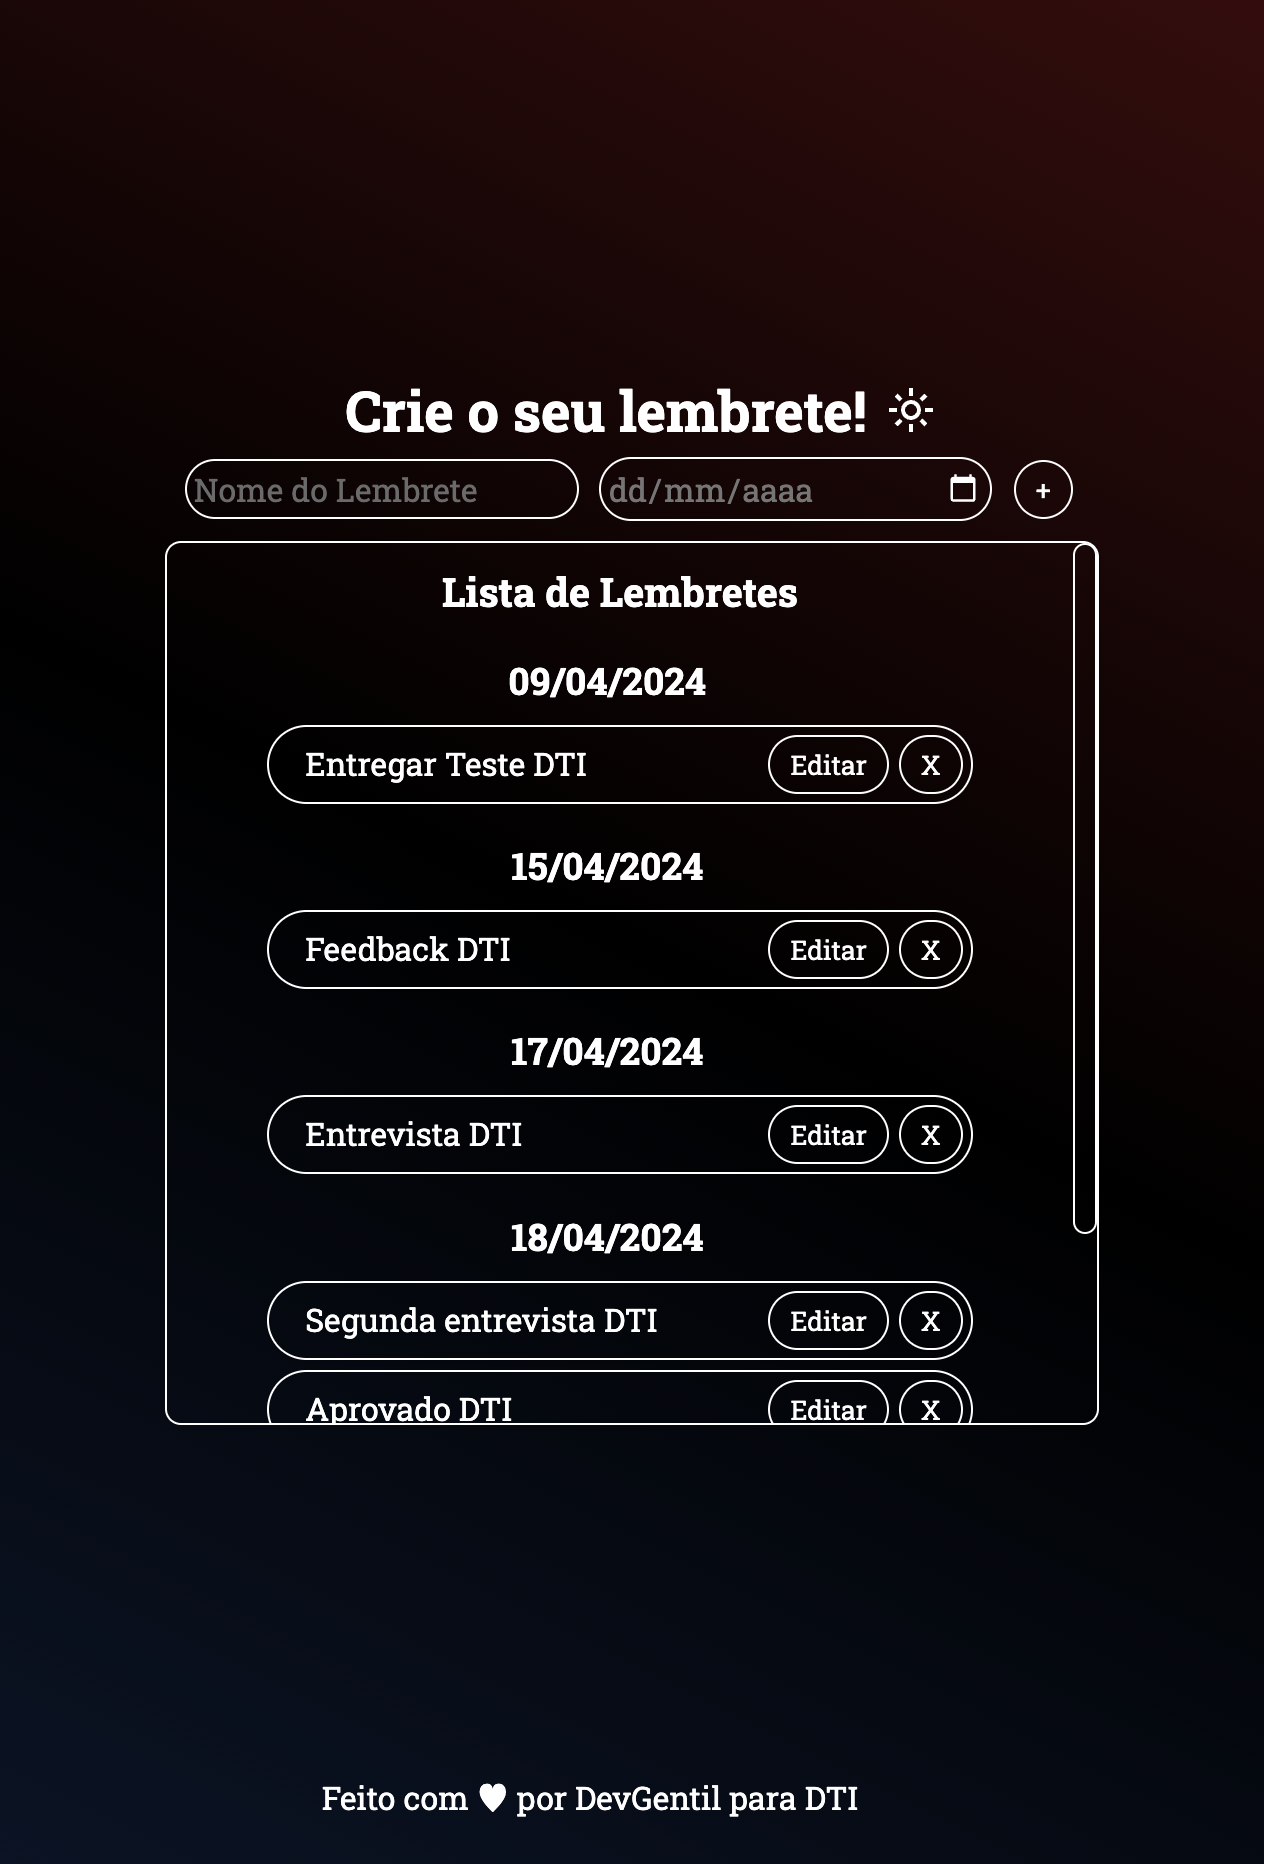 Crie o seu lembrete!
Nome do Lembrete dd/mm/aaaa +
Lista de Lembretes
09/04/2024
Entregar Teste DTI Editar X
15/04/2024
Feedback DTI Editar X
17/04/2024
Entrevista DTI Editar X
18/04/2024
Segunda entrevista DTI Editar X
Aprovado DTI Editar X
Feito com ♥ por DevGentil para DTI